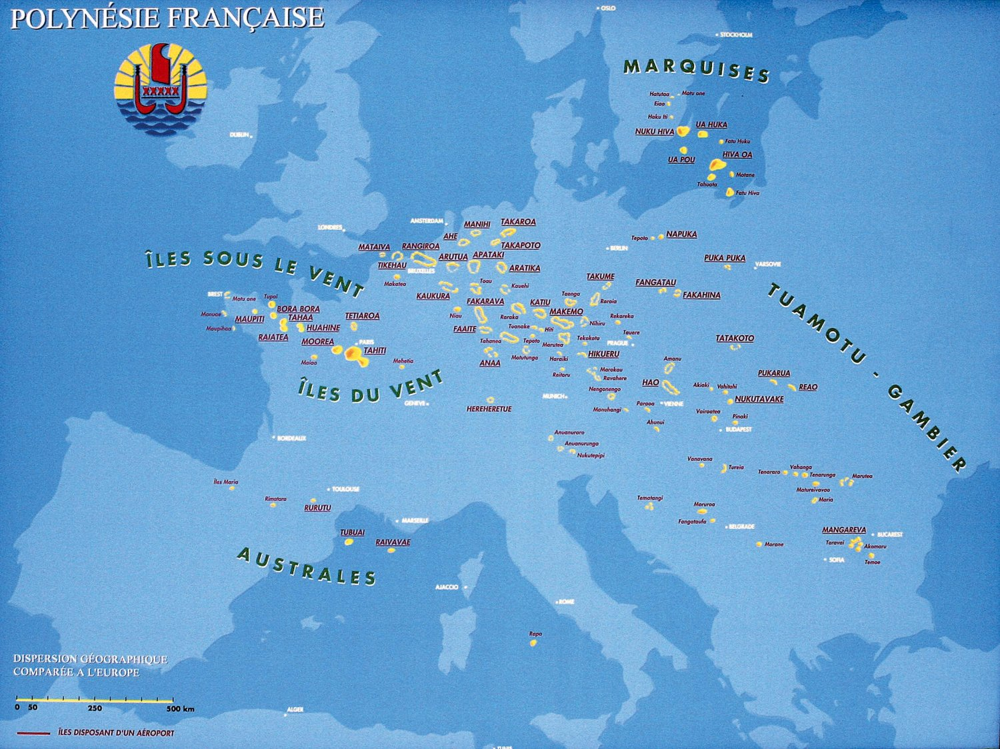 POLYNÉSIE FRANÇAISE
OSLO
STOCKHOLM
MARQUISES
Hatutaa
Motu one
Eiao
Haku Iti
NUKU HIVA
UA HUKA
Fatu Huku
UA POU
HIVA OA
Motane
Tahuata
Fatu Hiva
DUBLIN
LONDRES
AMSTERDAM
MANIHI
TAKAROA
AHE
TAKAPOTO
MATAIVA
RANGIROA
TIKEHAU
ARUTUA
APATAKI
ARATIKA
BRUXELLES
Makatea
KAUKURA
Toau
Kauehi
Niau
FAKARAVA
Raraka
KATIU
Taenga
TAKUME
Raroia
MAKEMO
FAAITE
Tuanake
Hiti
Nihiru
Rekareka
Tahanea
Tepoto
Marutea
Tekokota
Tauere
PRAGUE
ANAA
Motutunga
Haraiki
HIKUERU
Reitoru
Marokau
Ravahere
Nengonengo
MUNICH
Manuhangi
HEREHERETUE
Tepoto
NAPUKA
BERLIN
PUKA PUKA
VARSOVIE
FANGATAU
FAKAHINA
TATAKOTO
Amanu
HAO
Akiaki
Vahitahi
NUKUTAVAKE
PUKARUA
REAO
Paraoa
VIENNE
Ahunui
Vairaatea
Pinaki
BUDAPEST
TUAMOTU - GAMBIER
ÎLES SOUS LE VENT
BREST
Motu one
Tupai
Manuae
MAUPITI
BORA BORA
TAHAA
Maupihaa
RAIATEA
HUAHINE
TETIAROA
MOOREA
PARIS
TAHITI
Maiao
Mehetia
ÎLES DU VENT
GENEVE
BORDEAUX
Anuanuraro
Anuanurunga
Nukutepipi
Vanavana
Tureia
Tenararo
Vahanga
Tenarunga
Marutea
Matureivavao
Maria
Tematangi
Moruroa
Fangataufa
BELGRADE
Morane
MANGAREVA
BUCAREST
Taravai
Akamaru
Temoe
SOFIA
Îles Maria
Rimatara
TOULOUSE
RURUTU
MARSEILLE
TUBUAI
RAIVAVAE
AUSTRALES
AJACCIO
ROME
Rapa
DISPERSION GÉOGRAPHIQUE
COMPARÉE A L'EUROPE
0 50 250 500 km
ALGER
ÎLES DISPOSANT D'UN AÉROPORT
TUNIS